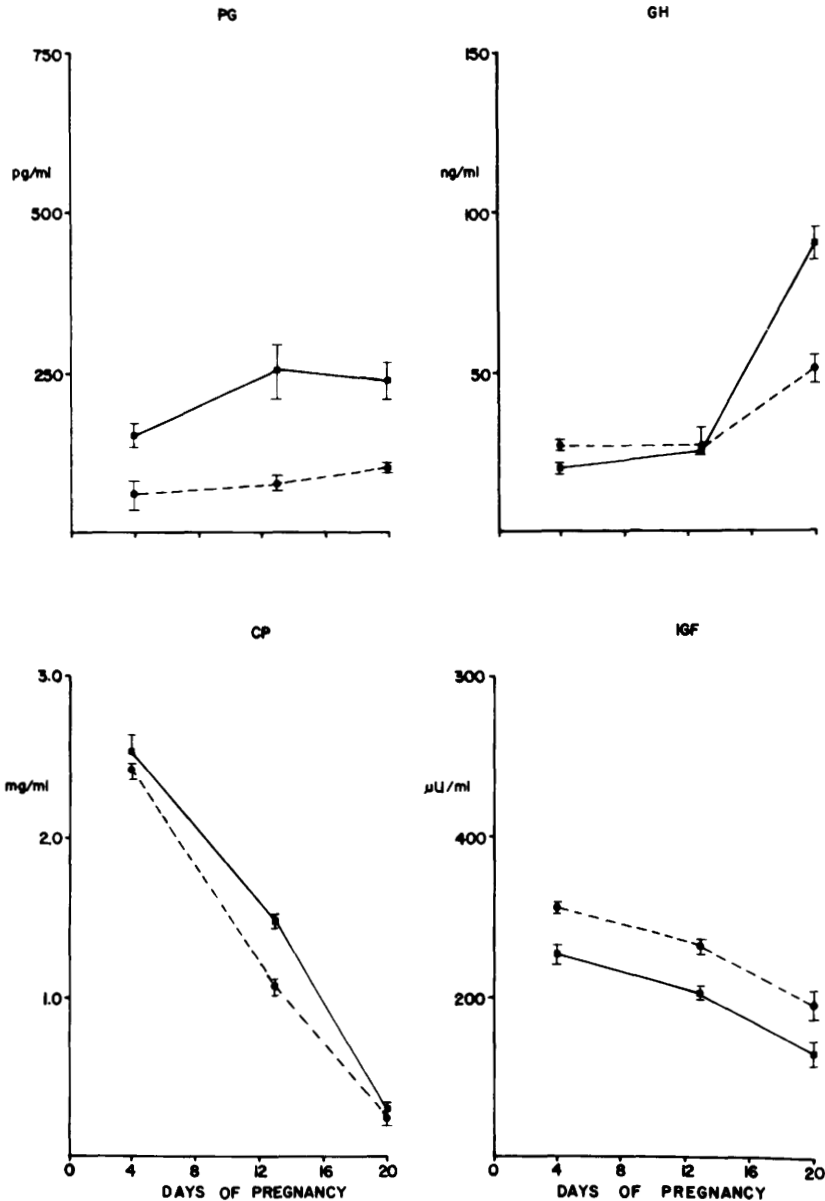 PG
750
pg/ml
500
250
GH
150
ng/ml
100
50
CP
3.0
mg/ml
2.0
1.0
0 4 8 12 16 20
DAYS OF PREGNANCY
IGF
300
µU/ml
400
200
0 4 8 12 16 20
DAYS OF PREGNANCY